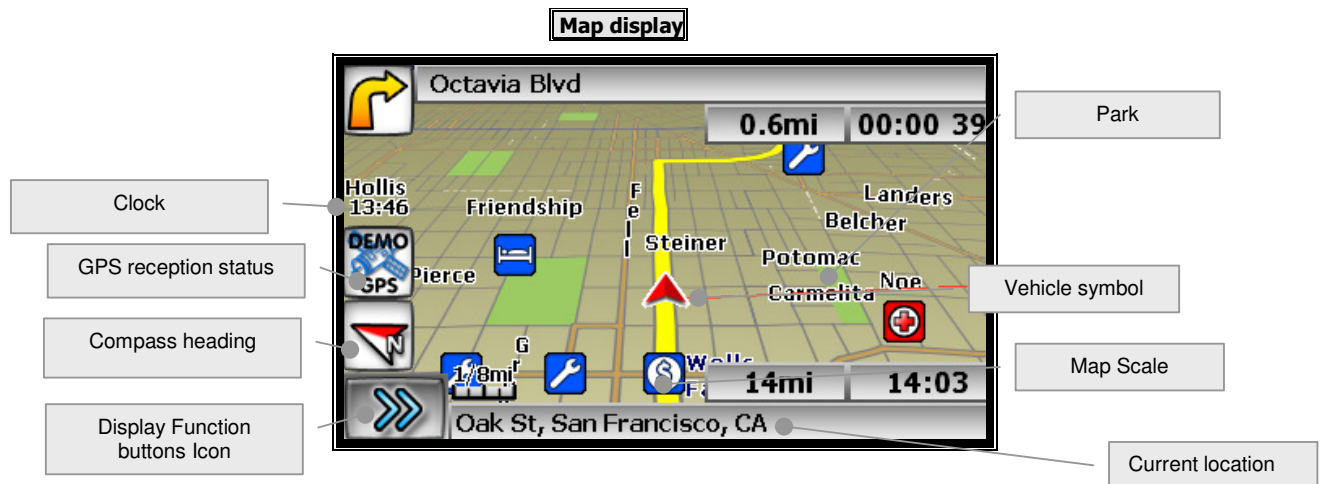 Map display
Octavia Blvd
0.6mi
00:00 39
Park
Hollis
13:46
Clock
Friendship
Fell
Landers
Belcher
Steiner
DEMO
GPS
GPS reception status
Pierce
Potomac
Carmelita
Noe
Vehicle symbol
Compass heading
N
G
1/8mi
$
Wells
14mi
14:03
Map Scale
Display Function
buttons Icon
Oak St, San Francisco, CA
Current location